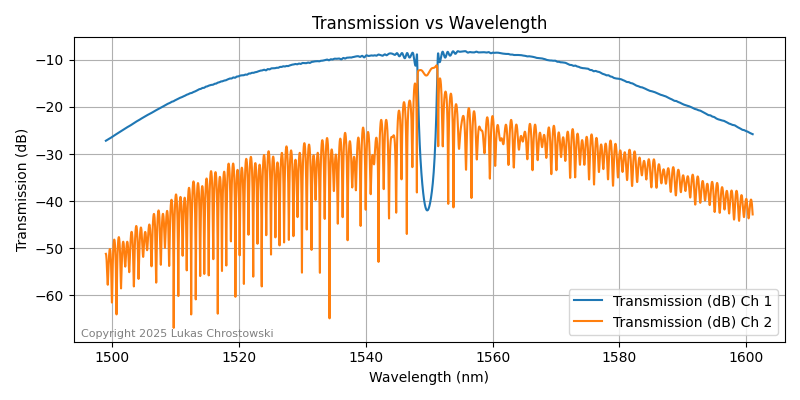 Transmission vs Wavelength
Transmission (dB)
−10
−20
−30
−40
−50
−60
Transmission (dB) Ch 1
Transmission (dB) Ch 2
Copyright 2025 Lukas Chrostowski
1500 1520 1540 1560 1580 1600
Wavelength (nm)